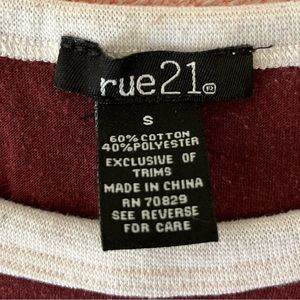 rue21®
S
60% COTTON
40% POLYESTER
EXCLUSIVE OF
TRIMS
MADE IN CHINA
RN 70829
SEE REVERSE
FOR CARE